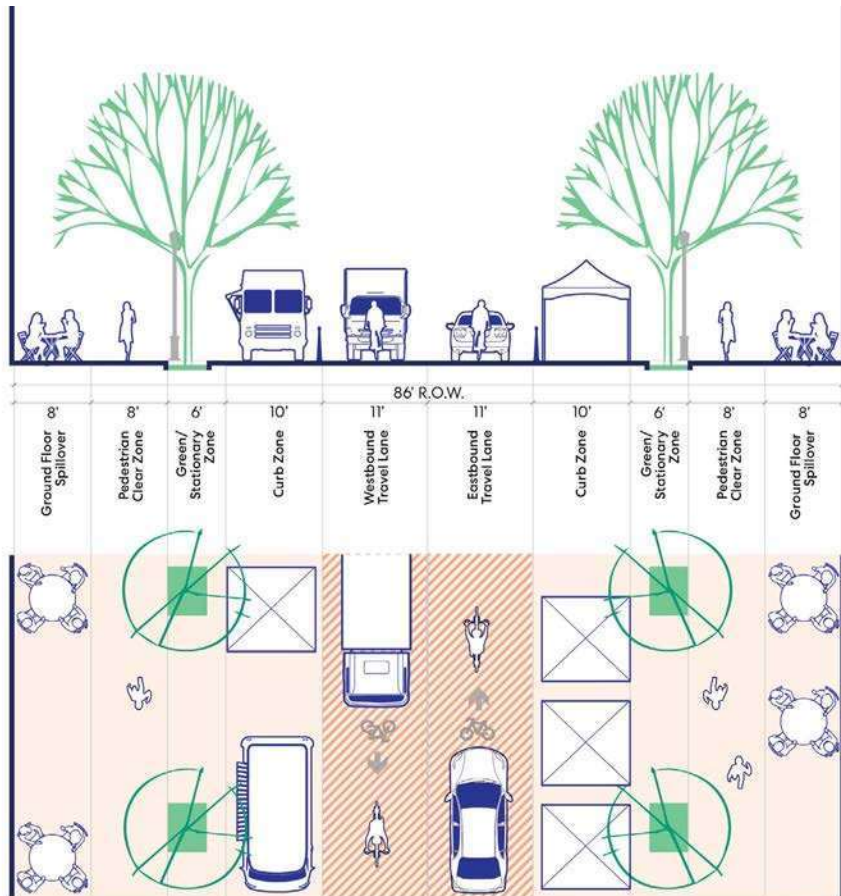 86' R.O.W.
8'
8'
6'
10'
11'
11'
10'
6'
8'
8'
Ground Floor
Spillover
Pedestrian
Clear Zone
Green/
Stationary
Zone
Curb Zone
Westbound
Travel Lane
Eastbound
Travel Lane
Curb Zone
Green/
Stationary
Zone
Pedestrian
Clear Zone
Ground Floor
Spillover